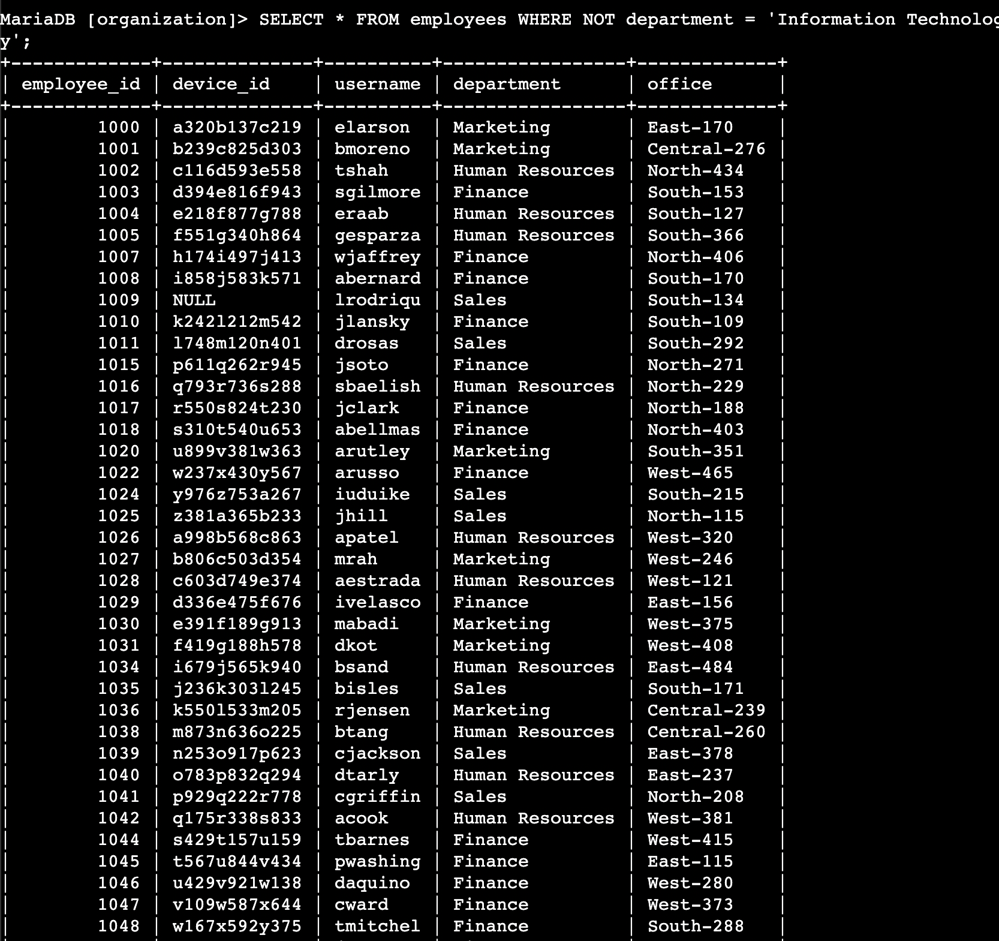 MariaDB [organization]> SELECT * FROM employees WHERE NOT department = 'Information Technolog
y';
+-------------+--------------+----------+-----------------+-------------+
| employee_id | device_id    | username | department      | office      |
+-------------+--------------+----------+-----------------+-------------+
|        1000 | a320b137c219 | elarson  | Marketing       | East-170    |
|        1001 | b239c825d303 | bmoreno  | Marketing       | Central-276 |
|        1002 | c116d593e558 | tshah    | Human Resources | North-434   |
|        1003 | d394e816f943 | sgilmore | Finance         | South-153   |
|        1004 | e218f877g788 | eraab    | Human Resources | South-127   |
|        1005 | f551g340h864 | gesparza | Human Resources | South-366   |
|        1007 | h174i497j413 | wjaffrey | Finance         | North-406   |
|        1008 | i858j583k571 | abernard | Finance         | South-170   |
|        1009 | NULL         | lrodriqu | Sales           | South-134   |
|        1010 | k242l212m542 | jlansky  | Finance         | South-109   |
|        1011 | l748m120n401 | drosas   | Sales           | South-292   |
|        1015 | p611q262r945 | jsoto    | Finance         | North-271   |
|        1016 | q793r736s288 | sbaelish | Human Resources | North-229   |
|        1017 | r550s824t230 | jclark   | Finance         | North-188   |
|        1018 | s310t540u653 | abellmas | Finance         | North-403   |
|        1020 | u899v381w363 | arutley  | Marketing       | South-351   |
|        1022 | w237x430y567 | arusso   | Finance         | West-465    |
|        1024 | y976z753a267 | iuduike  | Sales           | South-215   |
|        1025 | z381a365b233 | jhill    | Sales           | North-115   |
|        1026 | a998b568c863 | apatel   | Human Resources | West-320    |
|        1027 | b806c503d354 | mrah     | Marketing       | West-246    |
|        1028 | c603d749e374 | aestrada | Human Resources | West-121    |
|        1029 | d336e475f676 | ivelasco | Finance         | East-156    |
|        1030 | e391f189g913 | mabadi   | Marketing       | West-375    |
|        1031 | f419g188h578 | dkot     | Marketing       | West-408    |
|        1034 | i679j565k940 | bsand    | Human Resources | East-484    |
|        1035 | j236k303l245 | bisles   | Sales           | South-171   |
|        1036 | k550l533m205 | rjensen  | Marketing       | Central-239 |
|        1038 | m873n636o225 | btang    | Human Resources | Central-260 |
|        1039 | n253o917p623 | cjackson | Sales           | East-378    |
|        1040 | o783p832q294 | dtarly   | Human Resources | East-237    |
|        1041 | p929q222r778 | cgriffin | Sales           | North-208   |
|        1042 | q175r338s833 | acook    | Human Resources | West-381    |
|        1044 | s429t157u159 | tbarnes  | Finance         | West-415    |
|        1045 | t567u844v434 | pwashing | Finance         | East-115    |
|        1046 | u429v921w138 | daquino  | Finance         | West-280    |
|        1047 | v109w587x644 | cward    | Finance         | West-373    |
|        1048 | w167x592y375 | tmitchel | Finance         | South-288   |